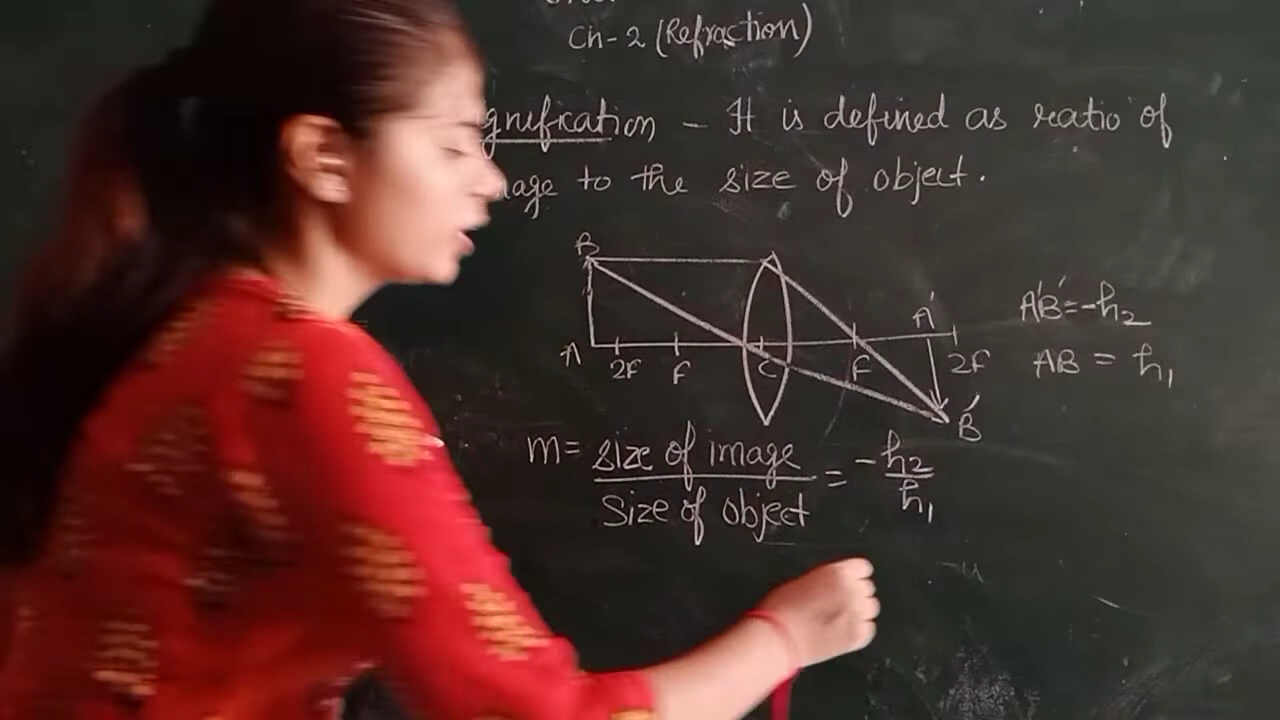 Ch-2 (Refraction)
gnification – It is defined as ratio of
mage to the size of object.
B
A' A'B'=-h2
A 2F F C F 2F AB = h1
B'
m= size of image = -h2
Size of object h1
-u